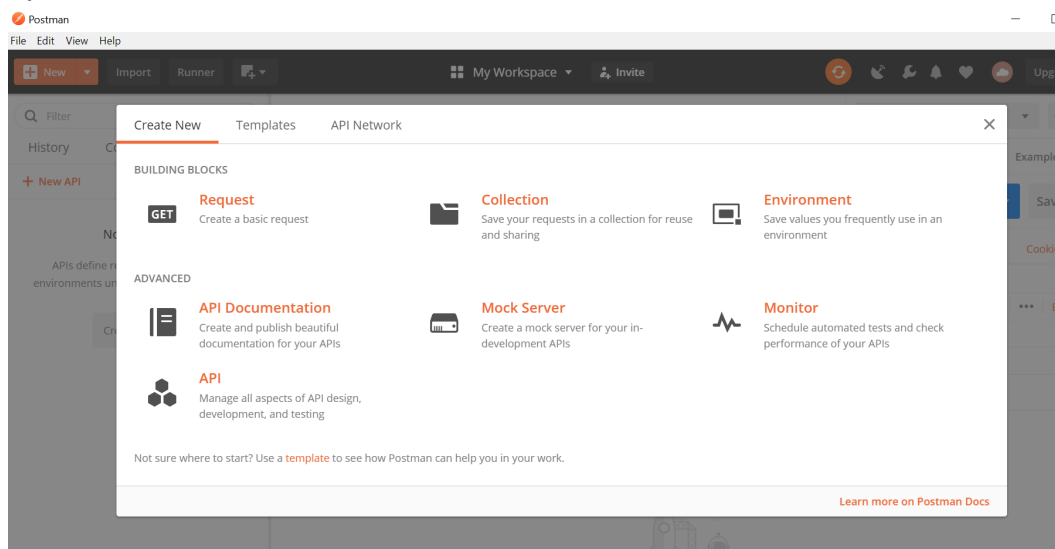 Postman
File Edit View Help
New Import Runner My Workspace Invite
Filter
Create New Templates API Network
History
Example
+ New API
BUILDING BLOCKS
Request
Create a basic request
Collection
Save your requests in a collection for reuse
and sharing
Environment
Save values you frequently use in an
environment
GET
APIs define
environments
ADVANCED
API Documentation
Create and publish beautiful
documentation for your APIs
Mock Server
Create a mock server for your in-
development APIs
Monitor
Schedule automated tests and check
performance of your APIs
API
Manage all aspects of API design,
development, and testing
Not sure where to start? Use a template to see how Postman can help you in your work.
Learn more on Postman Docs